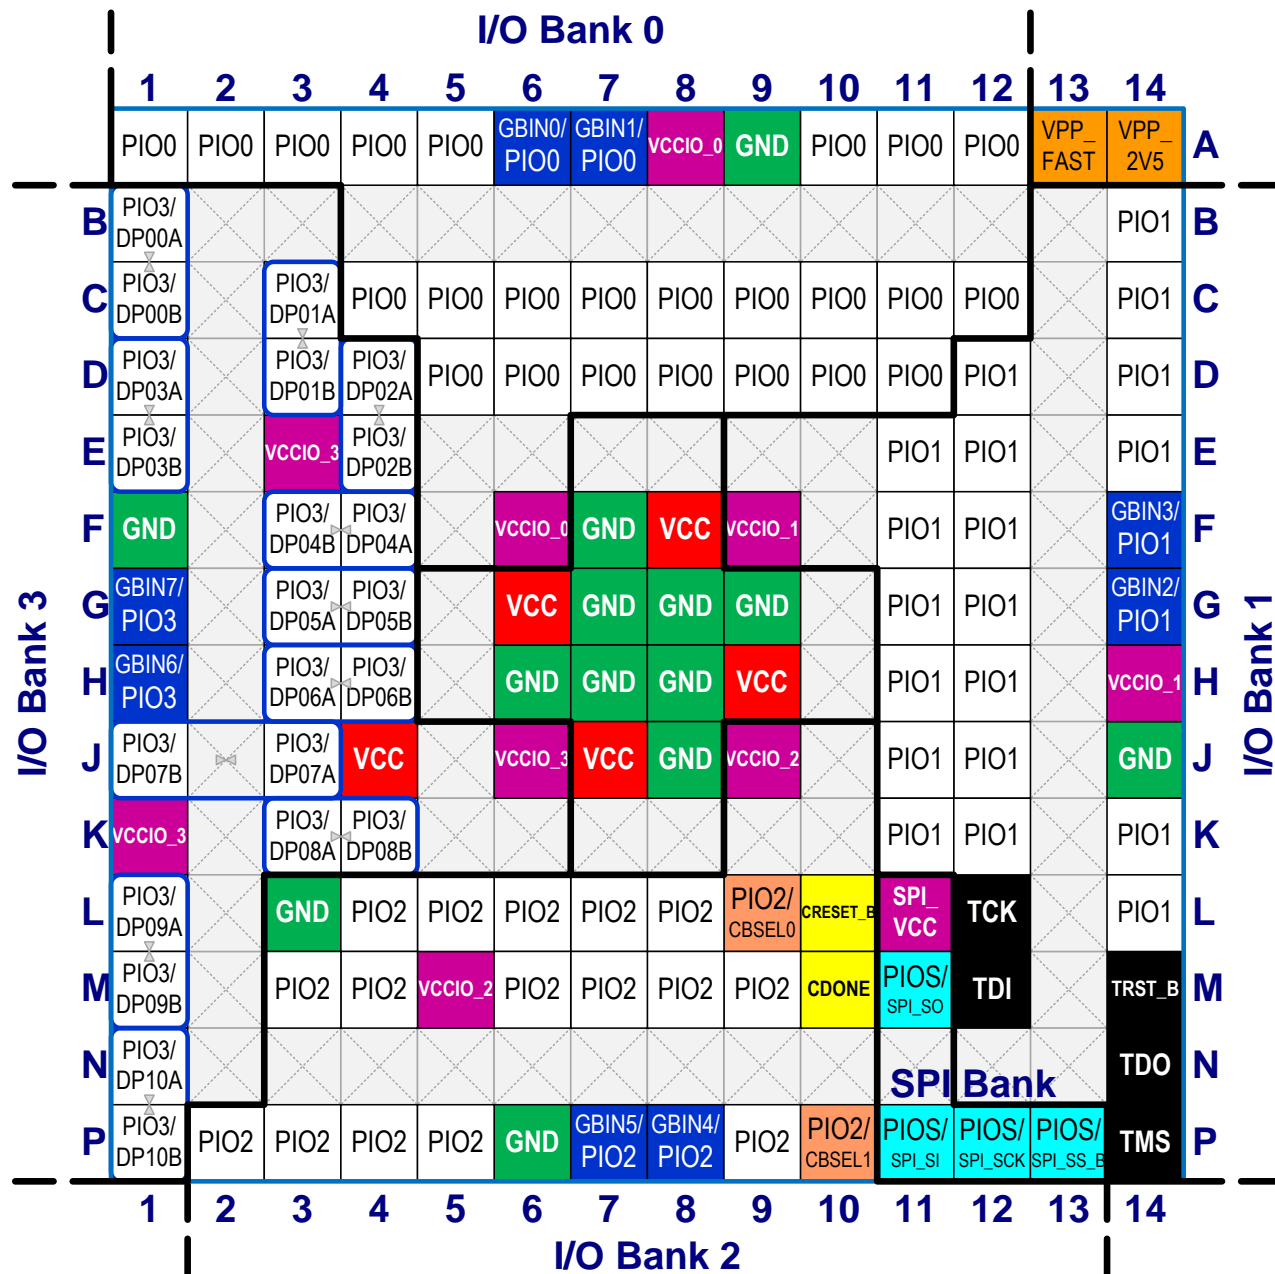 I/O Bank 0
1 2 3 4 5 6 7 8 9 10 11 12 13 14
PIO0 PIO0 PIO0 PIO0 PIO0 GBIN0/ PIO0 GBIN1/ PIO0 VCCIO_0 GND PIO0 PIO0 PIO0 VPP_ FAST VPP_ 2V5 A
B PIO3/ DP00A PIO1 B
C PIO3/ DP00B PIO3/ DP01A PIO0 PIO0 PIO0 PIO0 PIO0 PIO0 PIO0 PIO0 PIO0 PIO1 C
D PIO3/ DP03A PIO3/ DP01B PIO3/ DP02A PIO0 PIO0 PIO0 PIO0 PIO0 PIO0 PIO0 PIO1 PIO1 D
E PIO3/ DP03B VCCIO_3 PIO3/ DP02B PIO1 PIO1 PIO1 E
F GND PIO3/ DP04B PIO3/ DP04A VCCIO_0 GND VCC VCCIO_1 PIO1 PIO1 GBIN3/ PIO1 F
G GBIN7/ PIO3 PIO3/ DP05A PIO3/ DP05B VCC GND GND GND PIO1 PIO1 GBIN2/ PIO1 G
H GBIN6/ PIO3 PIO3/ DP06A PIO3/ DP06B GND GND GND VCC PIO1 PIO1 VCCIO_1 H
J PIO3/ DP07B PIO3/ DP07A VCC VCCIO_3 VCC GND VCCIO_2 PIO1 PIO1 GND J
K VCCIO_3 PIO3/ DP08A PIO3/ DP08B PIO1 PIO1 PIO1 K
L PIO3/ DP09A GND PIO2 PIO2 PIO2 PIO2 PIO2 PIO2/ CBSEL0 CRESET_B SPI_ VCC TCK PIO1 L
M PIO3/ DP09B PIO2 PIO2 VCCIO_2 PIO2 PIO2 PIO2 PIO2 CDONE PIOS/ SPI_SO TDI TRST_B M
N PIO3/ DP10A SPI Bank TDO N
P PIO3/ DP10B PIO2 PIO2 PIO2 PIO2 GND GBIN5/ PIO2 GBIN4/ PIO2 PIO2 PIO2/ CBSEL1 PIOS/ SPI_SI PIOS/ SPI_SCK PIOS/ SPI_SS_B TMS P
1 2 3 4 5 6 7 8 9 10 11 12 13 14
I/O Bank 2
I/O Bank 3
I/O Bank 1